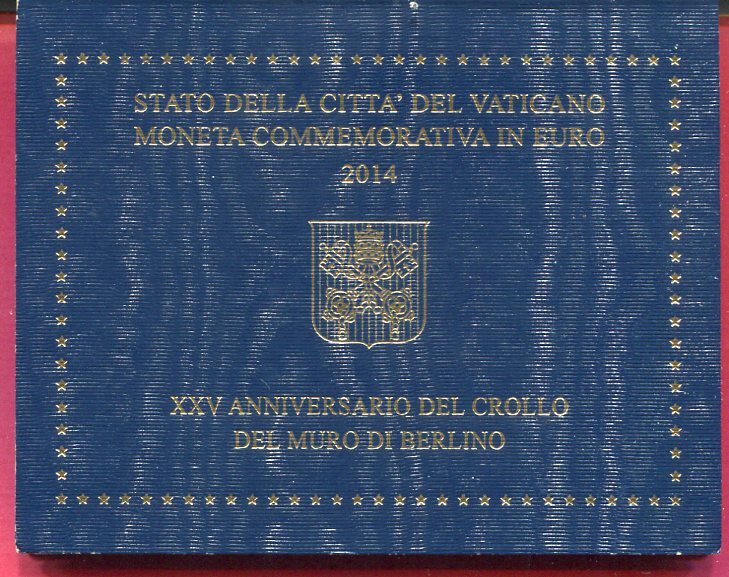 STATO DELLA CITTA' DEL VATICANO
MONETA COMMEMORATIVA IN EURO
2014
XXV ANNIVERSARIO DEL CROLLO
DEL MURO DI BERLINO